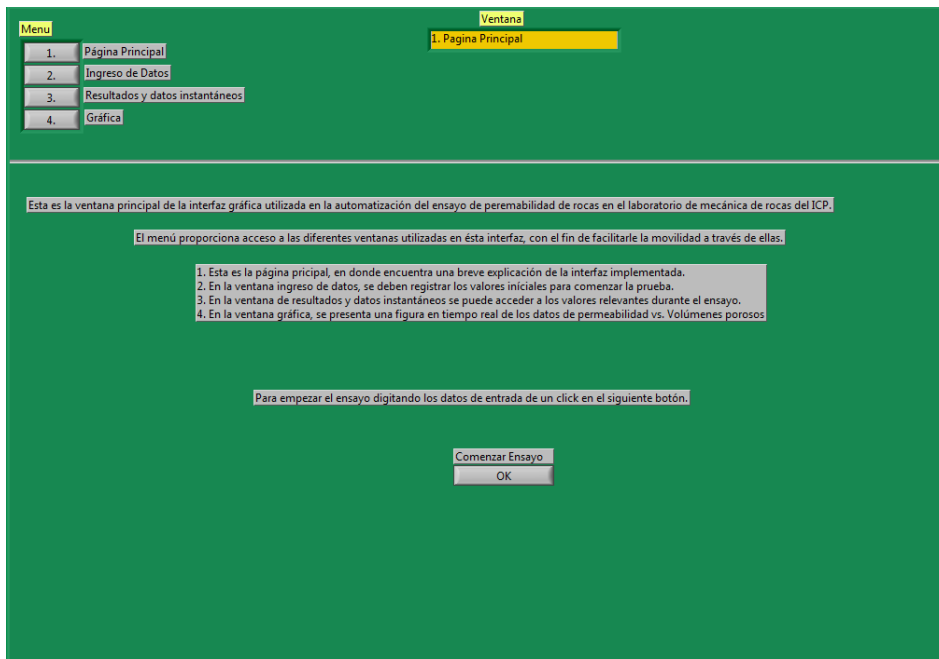 Menu
1. Página Principal
2. Ingreso de Datos
3. Resultados y datos instantáneos
4. Gráfica
Ventana
1. Pagina Principal
Esta es la ventana principal de la interfaz gráfica utilizada en la automatización del ensayo de peremabilidad de rocas en el laboratorio de mecánica de rocas del ICP.
El menú proporciona acceso a las diferentes ventanas utilizadas en ésta interfaz, con el fin de facilitarle la movilidad a través de ellas.
1. Esta es la página pricipal, en donde encuentra una breve explicación de la interfaz implementada.
2. En la ventana ingreso de datos, se deben registrar los valores iníciales para comenzar la prueba.
3. En la ventana de resultados y datos instantáneos se puede acceder a los valores relevantes durante el ensayo.
4. En la ventana gráfica, se presenta una figura en tiempo real de los datos de permeabilidad vs. Volúmenes porosos
Para empezar el ensayo digitando los datos de entrada de un click en el siguiente botón.
Comenzar Ensayo
OK